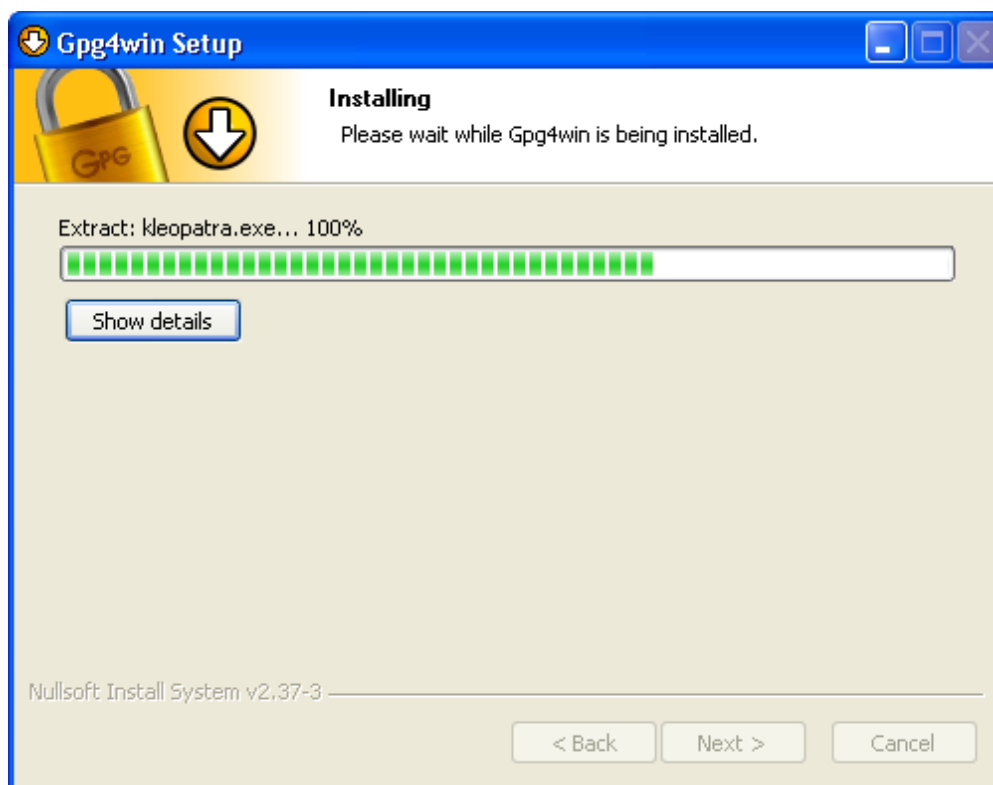 Gpg4win Setup
GPG
Installing
Please wait while Gpg4win is being installed.
Extract: kleopatra.exe... 100%
Show details
Nullsoft Install System v2.37-3
< Back
Next >
Cancel